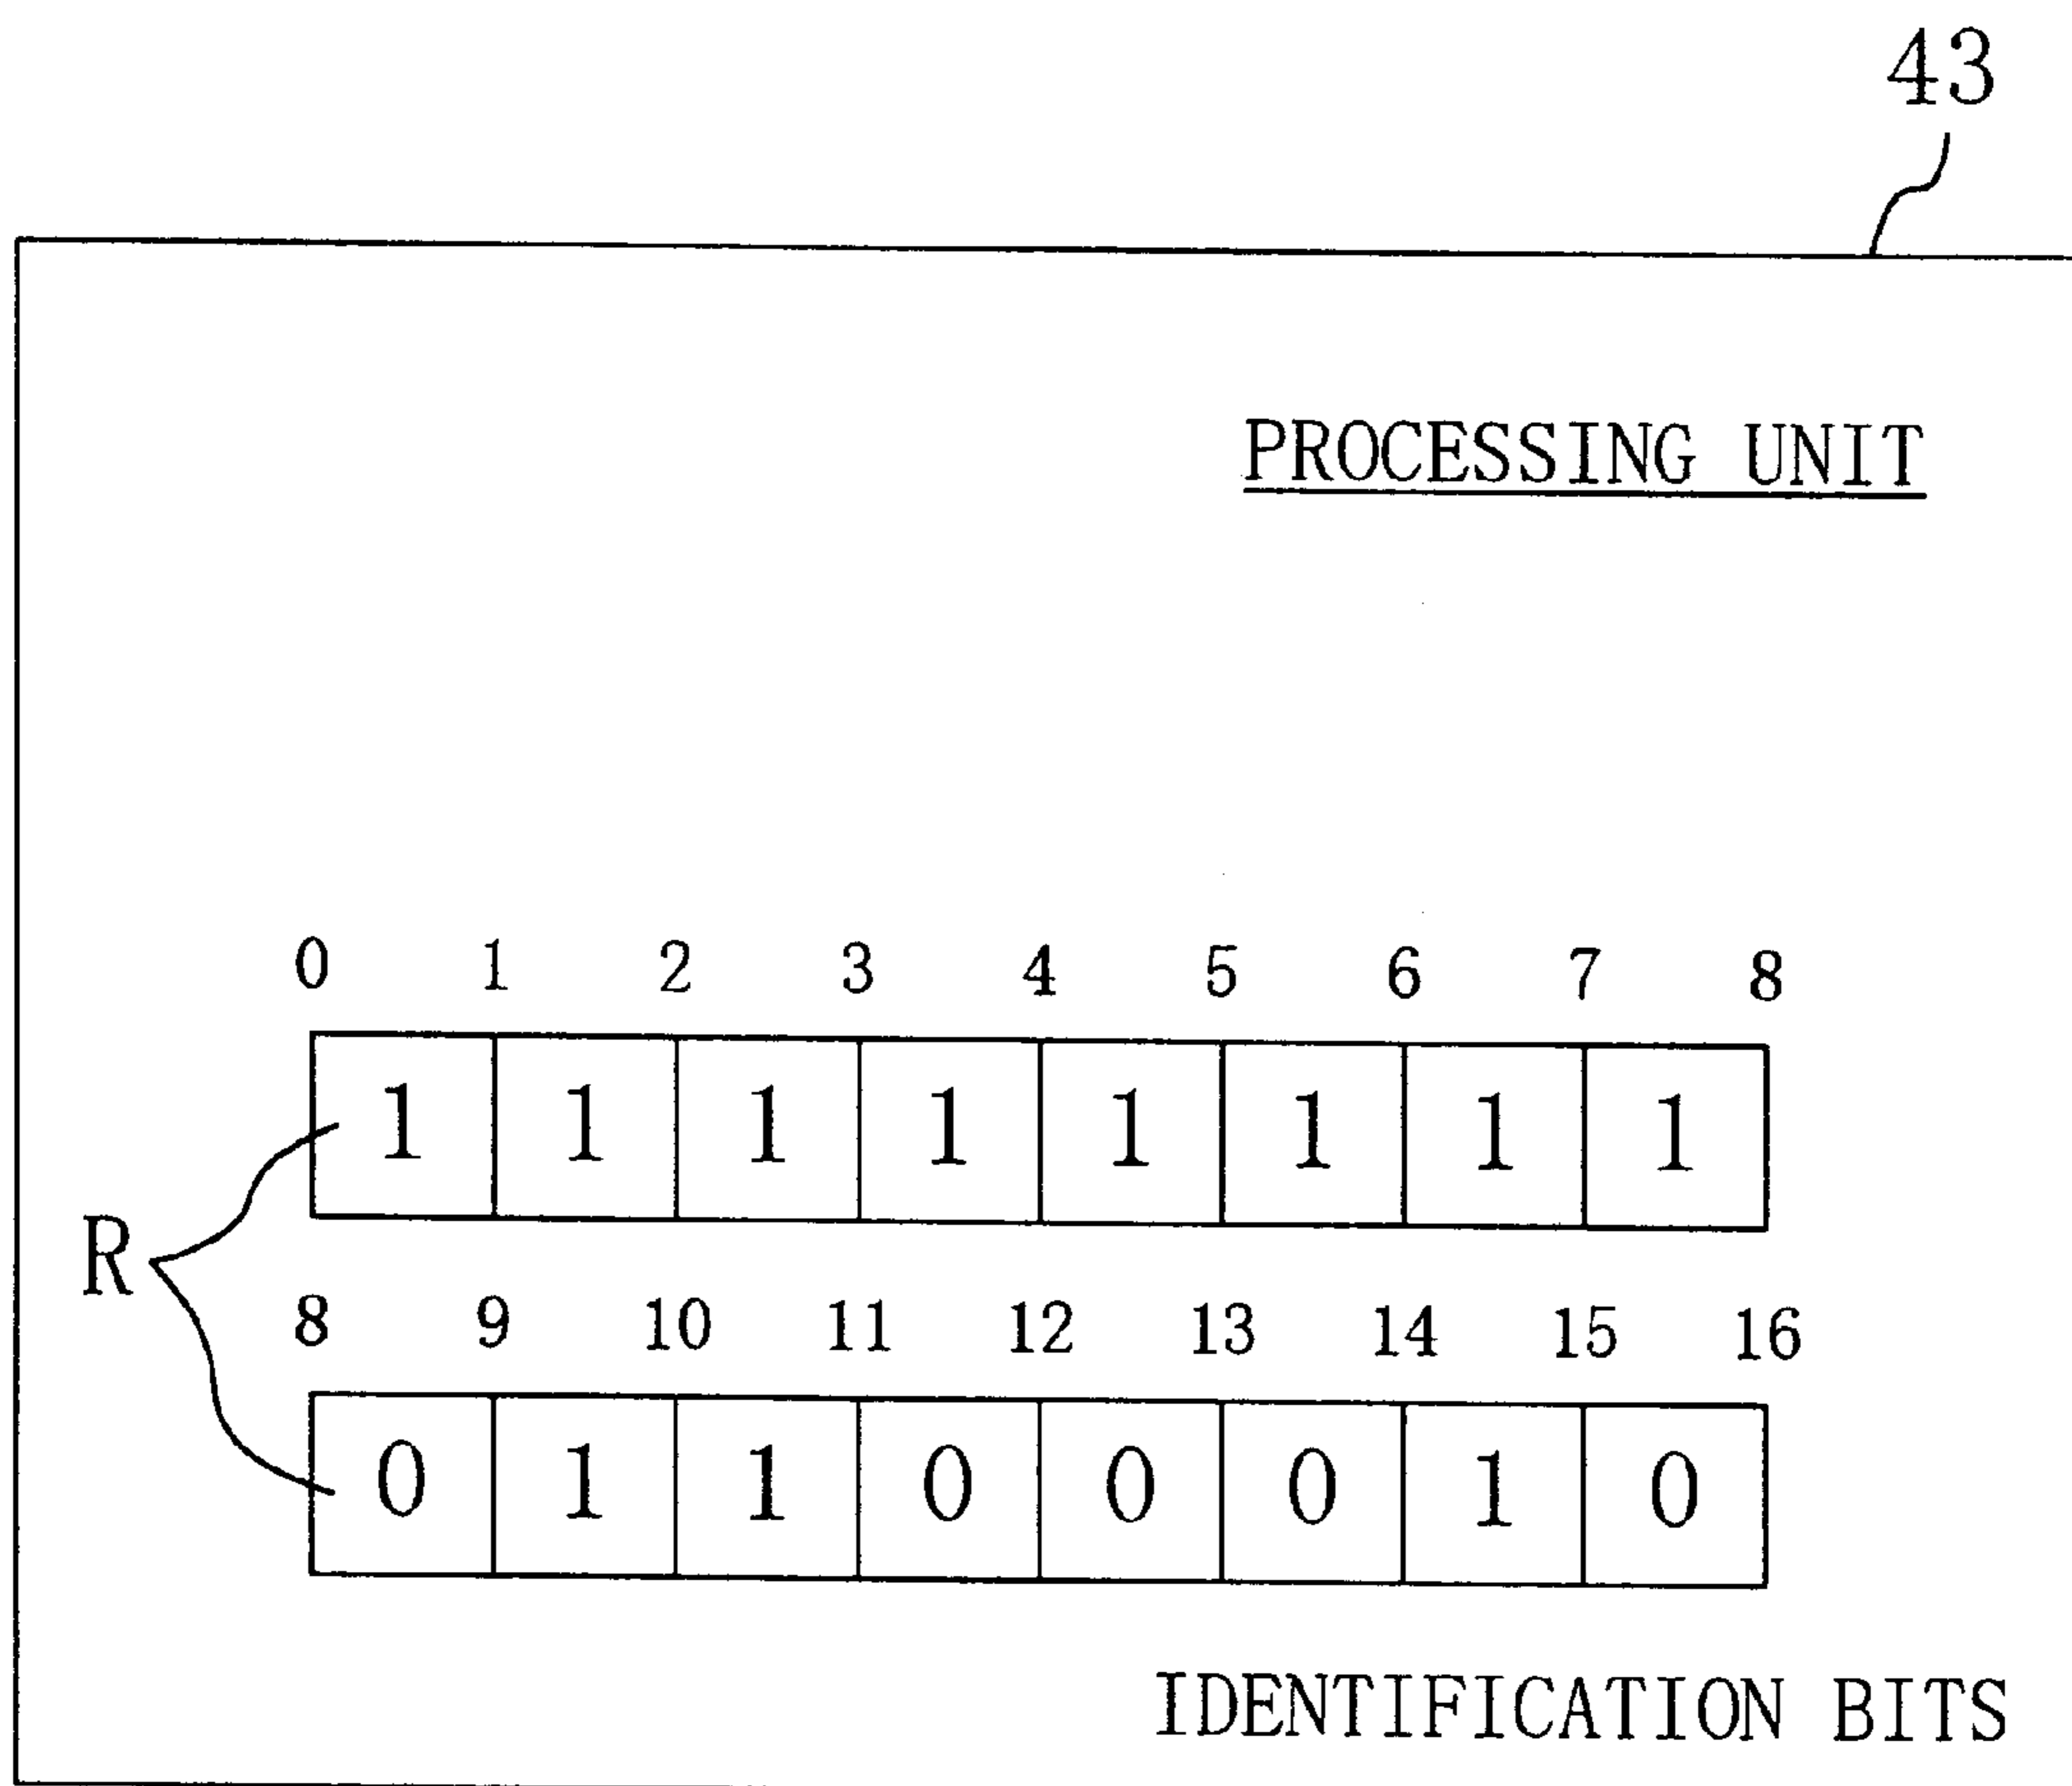 43
PROCESSING UNIT
0 1 2 3 4 5 6 7 8
1 1 1 1 1 1 1 1
R
8 9 10 11 12 13 14 15 16
0 1 1 0 0 0 1 0
IDENTIFICATION BITS